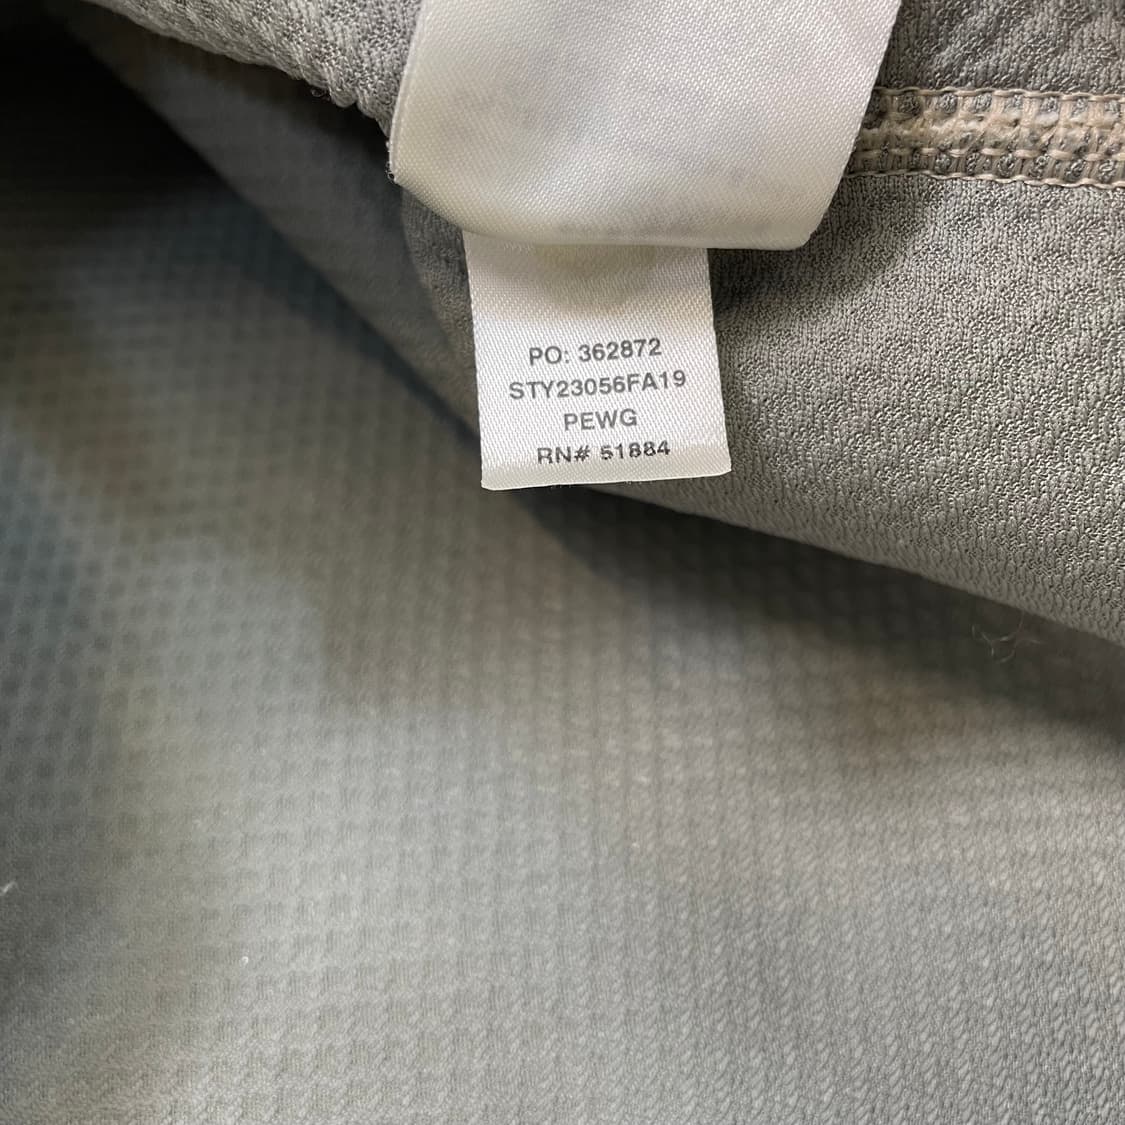 PO: 362872
STY23056FA19
PEWG
RN# 51884